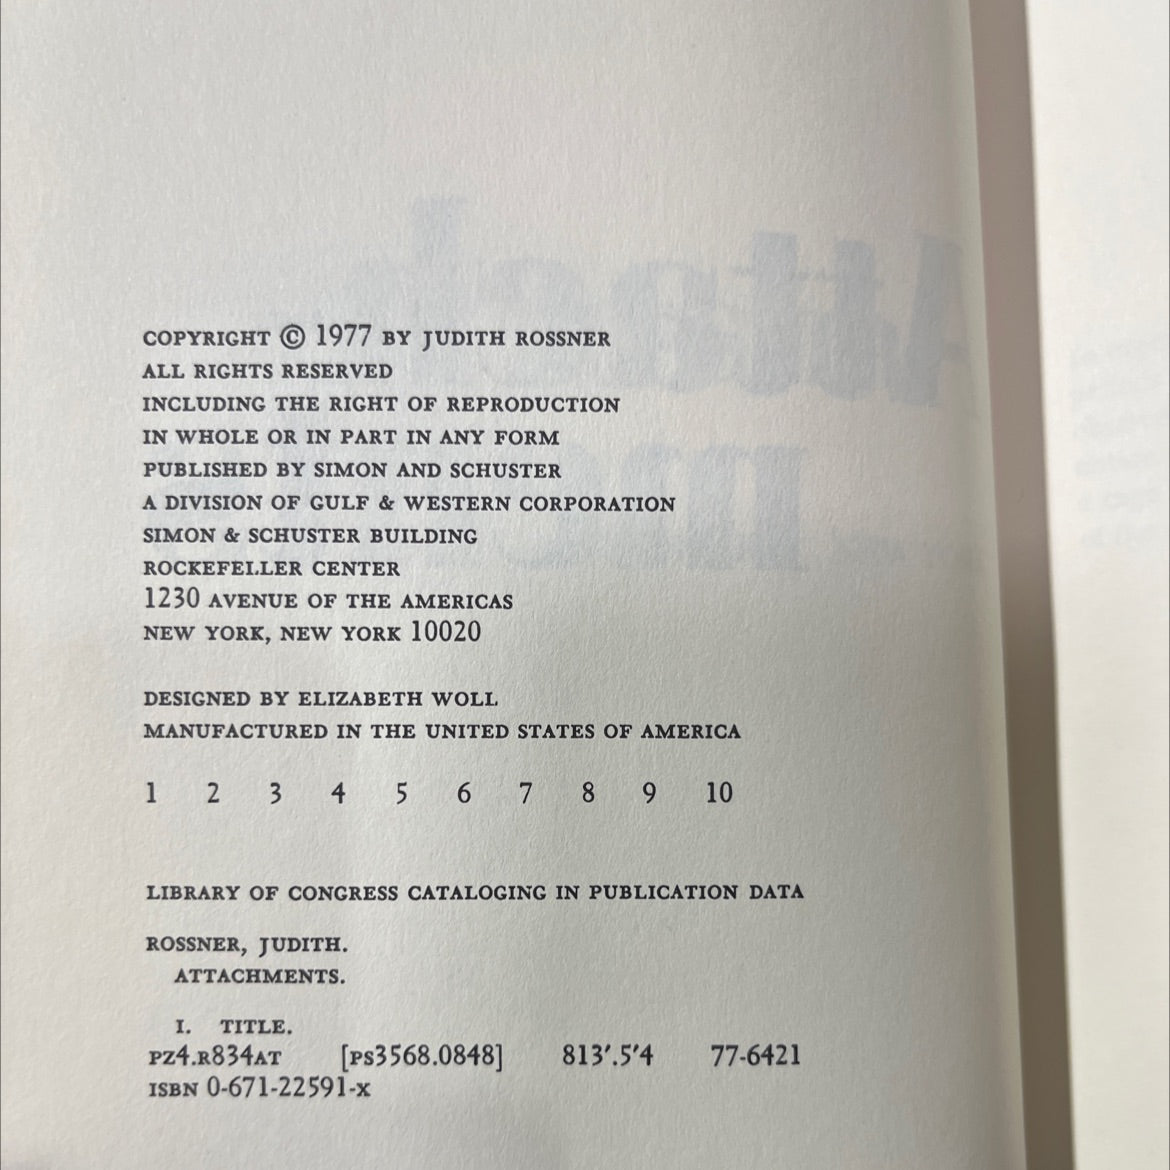 COPYRIGHT © 1977 BY JUDITH ROSSNER
ALL RIGHTS RESERVED
INCLUDING THE RIGHT OF REPRODUCTION
IN WHOLE OR IN PART IN ANY FORM
PUBLISHED BY SIMON AND SCHUSTER
A DIVISION OF GULF & WESTERN CORPORATION
SIMON & SCHUSTER BUILDING
ROCKEFELLER CENTER
1230 AVENUE OF THE AMERICAS
NEW YORK, NEW YORK 10020
DESIGNED BY ELIZABETH WOLL
MANUFACTURED IN THE UNITED STATES OF AMERICA
1 2 3 4 5 6 7 8 9 10
LIBRARY OF CONGRESS CATALOGING IN PUBLICATION DATA
ROSSNER, JUDITH.
ATTACHMENTS.
I. TITLE.
PZ4.R834AT [PS3568.0848] 813'.5'4 77-6421
ISBN 0-671-22591-X